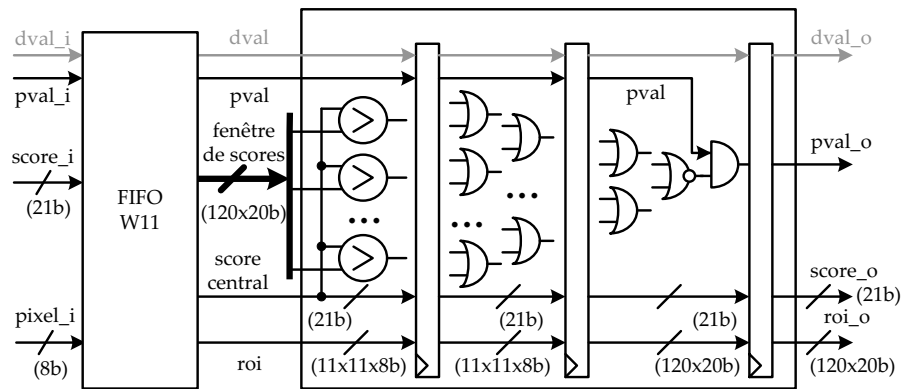 dval_i
dval
dval_o
pval_i
pval
pval
fenêtre
de scores
>
pval_o
score_i
(21b)
FIFO
W11
(120x20b)
>
...
...
...
>
score
central
score_o
(21b)
(21b)
(21b)
(21b)
(21b)
pixel_i
(8b)
roi
(11x11x8b)
(11x11x8b)
(120x20b)
roi_o
(120x20b)